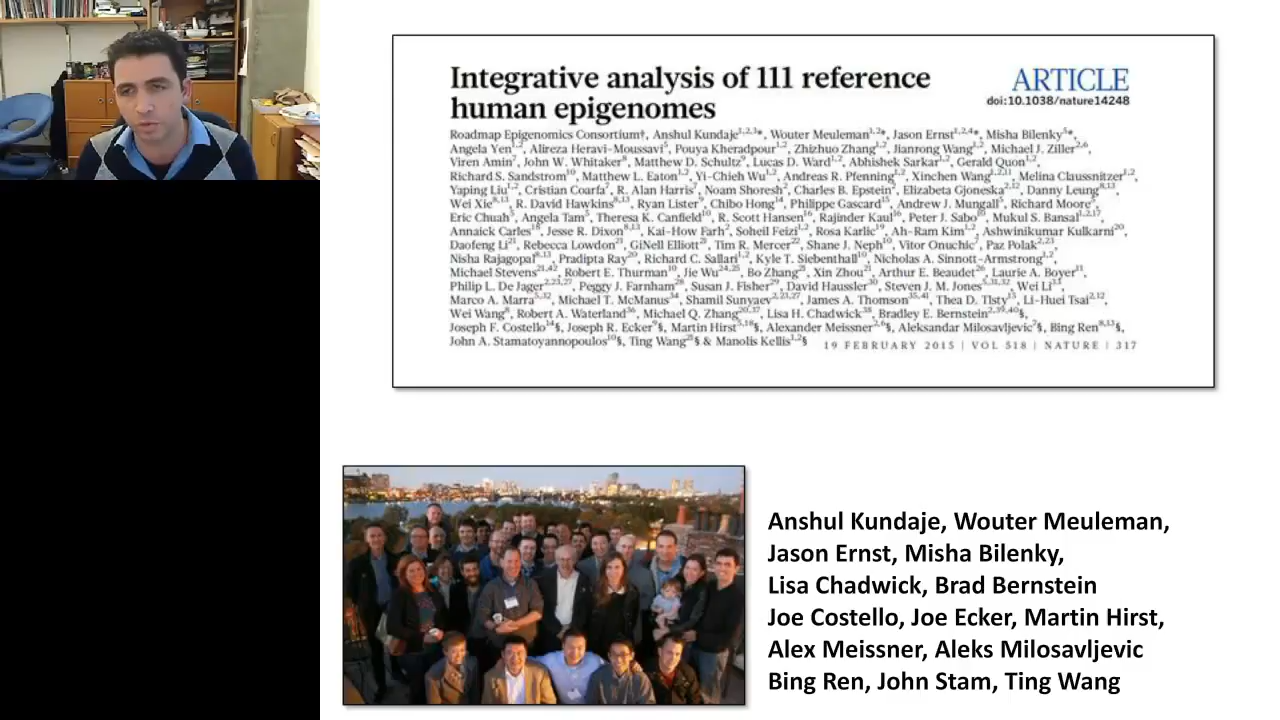 Integrative analysis of 111 reference
human epigenomes
ARTICLE
doi:10.1038/nature14248
Roadmap Epigenomics Consortium†, Anshul Kundaje1,2,3*, Wouter Meuleman1,2*, Jason Ernst1,2,4*, Misha Bilenky5*,
Angela Yen1,2, Alireza Heravi-Moussavi5, Pouya Kheradpour1,2, Zhizhuo Zhang1,2, Jianrong Wang1,2, Michael J. Ziller2,6,
Viren Amin7, John W. Whitaker8, Matthew D. Schultz9, Lucas D. Ward1,2, Abhishek Sarkar1,2, Gerald Quon1,2,
Richard S. Sandstrom10, Matthew L. Eaton1,2, Yi-Chieh Wu1,2, Andreas R. Pfenning1,2, Xinchen Wang1,2,11, Melina Claussnitzer1,2,
Yaping Liu1,2, Cristian Coarfa7, R. Alan Harris7, Noam Shoresh2, Charles B. Epstein2, Elizabeta Gjoneska2,12, Danny Leung8,13,
Wei Xie8,13, R. David Hawkins8,13, Ryan Lister9, Chibo Hong14, Philippe Gascard15, Andrew J. Mungall5, Richard Moore5,
Eric Chuah5, Angela Tam5, Theresa K. Canfield10, R. Scott Hansen16, Rajinder Kaul16, Peter J. Sabo10, Mukul S. Bansal1,2,17,
Annaick Carles18, Jesse R. Dixon8,13, Kai-How Farh2, Soheil Feizi1,2, Rosa Karlic19, Ah-Ram Kim1,2, Ashwinikumar Kulkarni20,
Daofeng Li21, Rebecca Lowdon21, GiNell Elliott21, Tim R. Mercer22, Shane J. Neph10, Vitor Onuchic7, Paz Polak2,23,
Nisha Rajagopal8,13, Pradipta Ray20, Richard C. Sallari1,2, Kyle T. Siebenthall10, Nicholas A. Sinnott-Armstrong1,2,
Michael Stevens21,42, Robert E. Thurman10, Jie Wu24,25, Bo Zhang21, Xin Zhou21, Arthur E. Beaudet26, Laurie A. Boyer11,
Philip L. De Jager2,23,27, Peggy J. Farnham28, Susan J. Fisher29, David Haussler30, Steven J. M. Jones5,31,32, Wei Li33,
Marco A. Marra5,32, Michael T. McManus34, Shamil Sunyaev2,23,27, James A. Thomson35,41, Thea D. Tlsty15, Li-Huei Tsai2,12,
Wei Wang8, Robert A. Waterland36, Michael Q. Zhang20,37, Lisa H. Chadwick38, Bradley E. Bernstein2,39,40§,
Joseph F. Costello14§, Joseph R. Ecker9§, Martin Hirst5,18§, Alexander Meissner2,6§, Aleksandar Milosavljevic7§, Bing Ren8,13§,
John A. Stamatoyannopoulos10§, Ting Wang21§ & Manolis Kellis1,2§
19 FEBRUARY 2015 | VOL 518 | NATURE | 317
Anshul Kundaje, Wouter Meuleman,
Jason Ernst, Misha Bilenky,
Lisa Chadwick, Brad Bernstein
Joe Costello, Joe Ecker, Martin Hirst,
Alex Meissner, Aleks Milosavljevic
Bing Ren, John Stam, Ting Wang